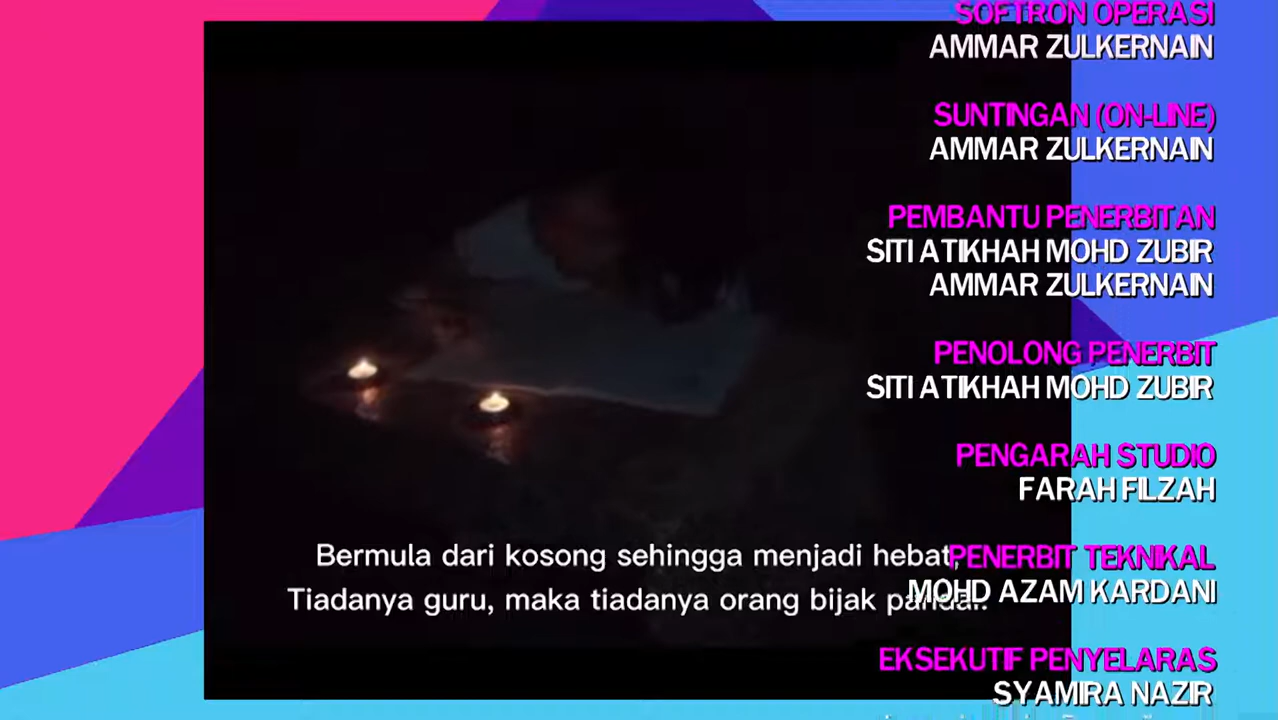 SOFTRON OPERASI
AMMAR ZULKERNAIN
SUNTINGAN (ON-LINE)
AMMAR ZULKERNAIN
PEMBANTU PENERBITAN
SITI ATIKHAH MOHD ZUBIR
AMMAR ZULKERNAIN
PENOLONG PENERBIT
SITI ATIKHAH MOHD ZUBIR
PENGARAH STUDIO
FARAH FILZAH
PENERBIT TEKNIKAL
MOHD AZAM KARDANI
EKSEKUTIF PENYELARAS
SYAMIRA NAZIR
Bermula dari kosong sehingga menjadi hebat,
Tiadanya guru, maka tiadanya orang bijak pandai..